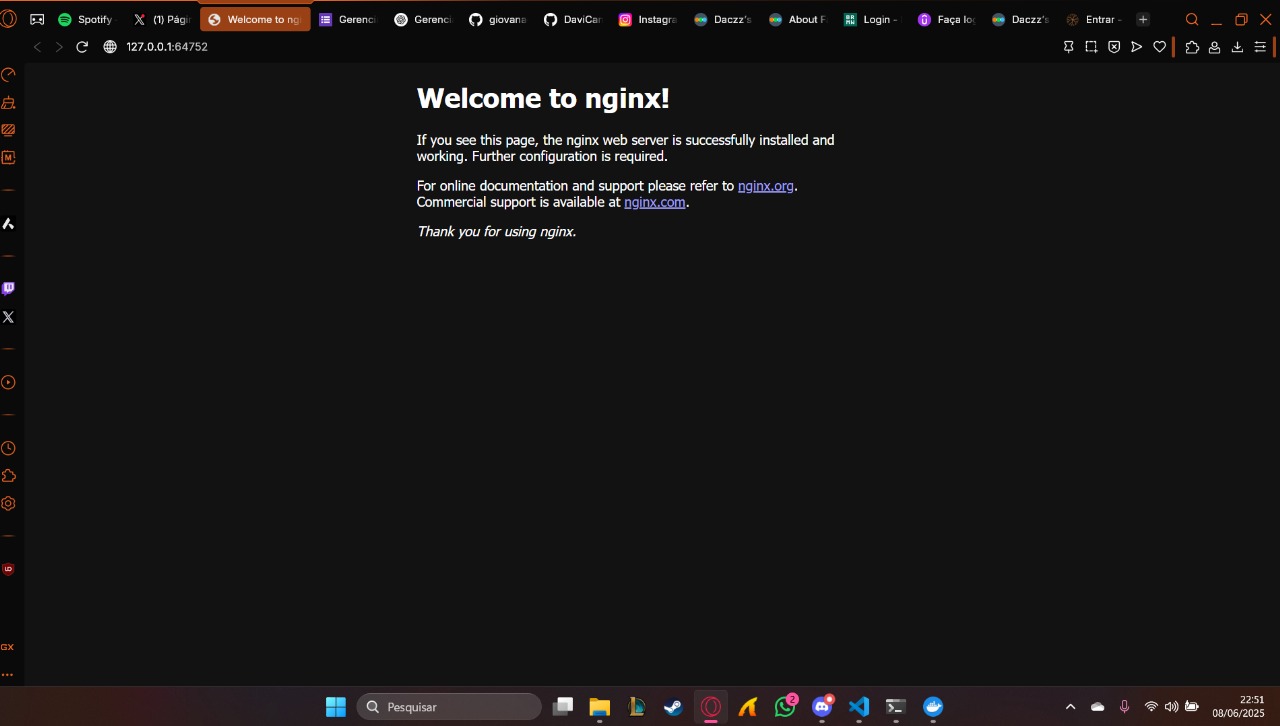 Spotify
(1) Págir
Welcome to ng
Gerenci
Gerenci
giovana
DaviCar
Instagra
Daczz's
About F
Login -
Faça log
Daczz's
Entrar -
127.0.0.1:64752
Welcome to nginx!
If you see this page, the nginx web server is successfully installed and
working. Further configuration is required.
For online documentation and support please refer to nginx.org.
Commercial support is available at nginx.com.
Thank you for using nginx.
M
GX
Pesquisar
2
22:51
08/06/2025